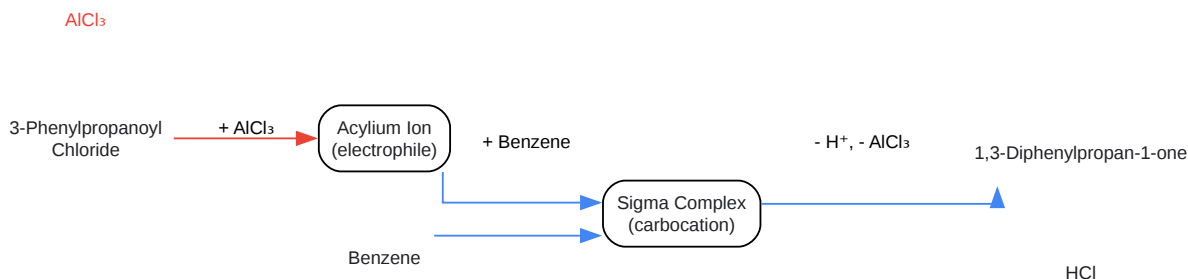 AlCl₃
3-Phenylpropanoyl
Chloride
+ AlCl₃
Acylium Ion
(electrophile)
+ Benzene
- H⁺, - AlCl₃
1,3-Diphenylpropan-1-one
Sigma Complex
(carbocation)
Benzene
HCl